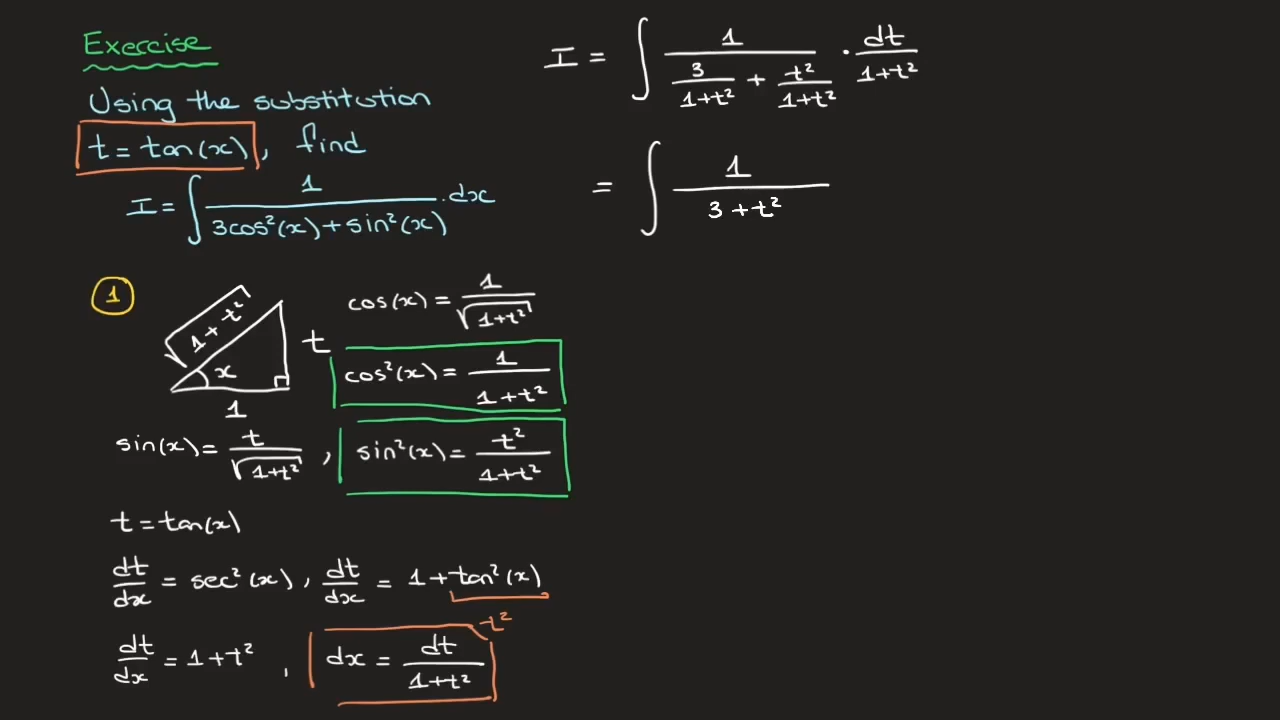 Exercise
Using the substitution
t = tan(x), find
I = ∫ 1/(3cos²(x) + sin²(x)) · dx
1
√(1+t²)
x
t
1
cos(x) = 1/√(1+t²)
cos²(x) = 1/(1+t²)
sin(x) = t/√(1+t²), sin²(x) = t²/(1+t²)
t = tan(x)
dt/dx = sec²(x), dt/dx = 1 + tan²(x)
t²
dt/dx = 1+t², dx = dt/(1+t²)
I = ∫ 1/(3/(1+t²) + t²/(1+t²)) · dt/(1+t²)
= ∫ 1/(3+t²)